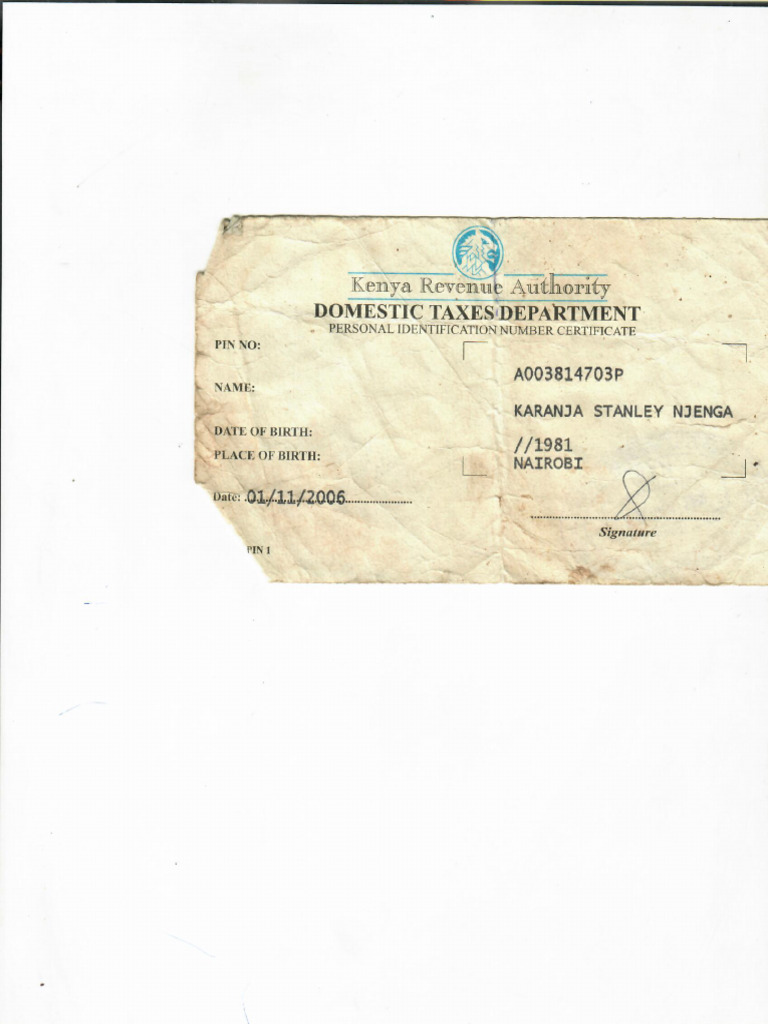 Kenya Revenue Authority
DOMESTIC TAXES DEPARTMENT
PERSONAL IDENTIFICATION NUMBER CERTIFICATE
PIN NO:
A003814703P
NAME:
KARANJA STANLEY NJENGA
DATE OF BIRTH:
//1981
PLACE OF BIRTH:
NAIROBI
Date: 01/11/2006
Signature
PIN 1